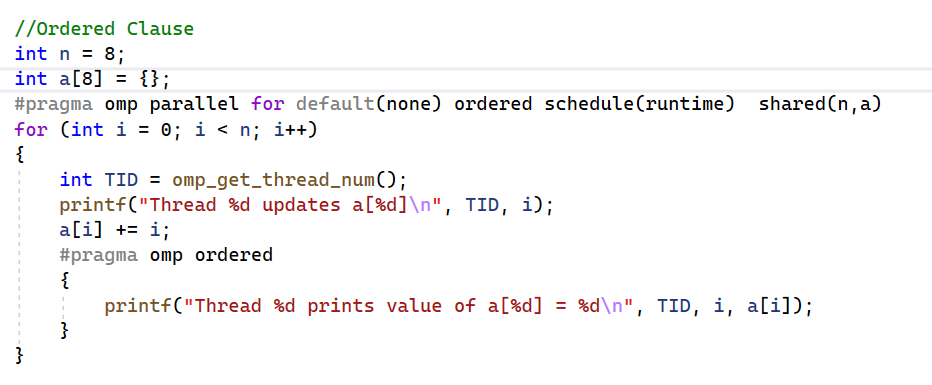 //Ordered Clause
int n = 8;
int a[8] = {};
#pragma omp parallel for default(none) ordered schedule(runtime)  shared(n,a)
for (int i = 0; i < n; i++)
{
    int TID = omp_get_thread_num();
    printf("Thread %d updates a[%d]\n", TID, i);
    a[i] += i;
    #pragma omp ordered
    {
        printf("Thread %d prints value of a[%d] = %d\n", TID, i, a[i]);
    }
}